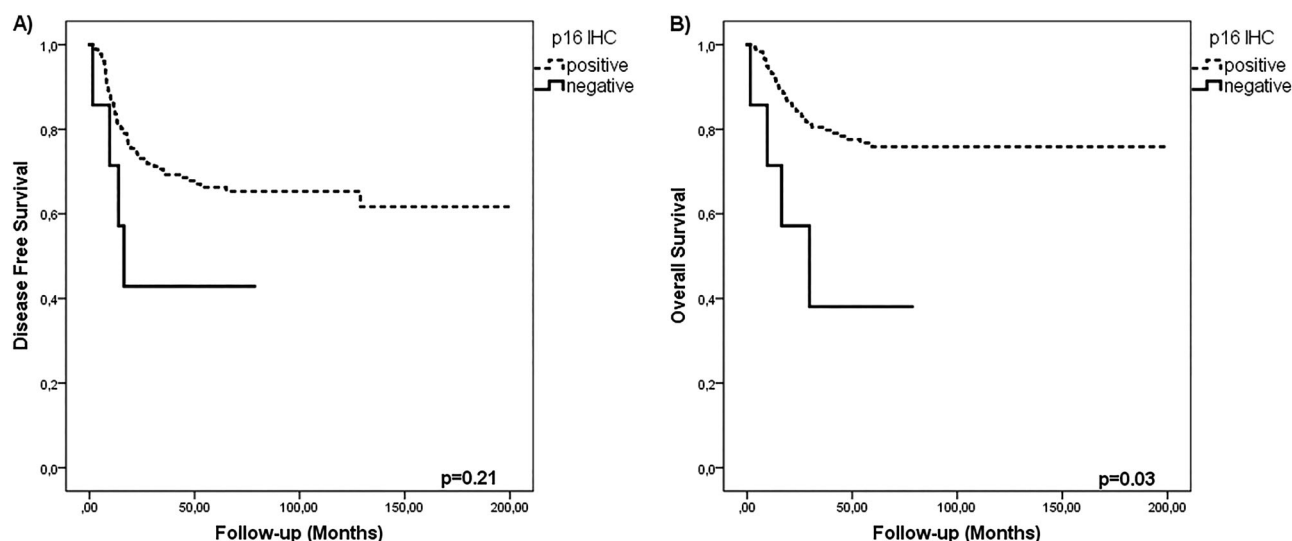 A)
p16 IHC
positive
negative
1,0
0,8
0,6
0,4
0,2
0,0
Disease Free Survival
p=0.21
,00 50,00 100,00 150,00 200,00
Follow-up (Months)
B)
p16 IHC
positive
negative
1,0
0,8
0,6
0,4
0,2
0,0
Overall Survival
p=0.03
,00 50,00 100,00 150,00 200,00
Follow-up (Months)